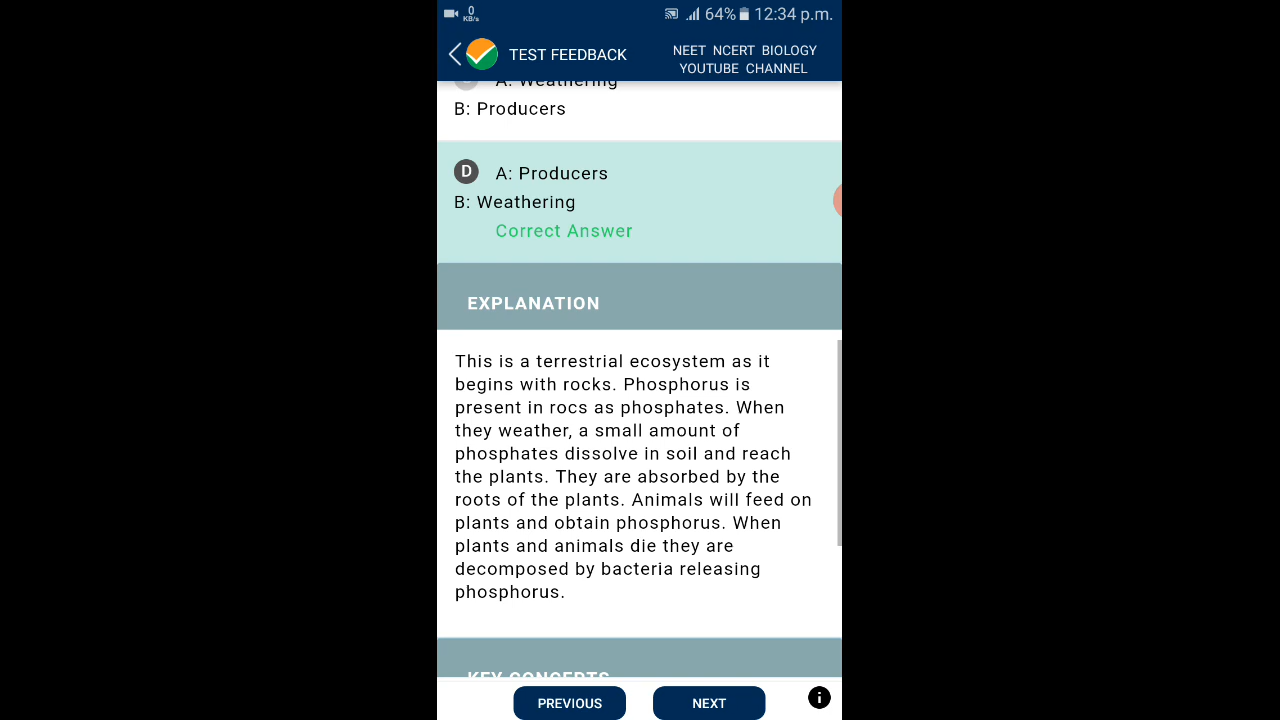 0
KB/s
64% 12:34 p.m.
TEST FEEDBACK
NEET NCERT BIOLOGY
YOUTUBE CHANNEL
A: Weathering
B: Producers
D A: Producers
B: Weathering
Correct Answer
EXPLANATION
This is a terrestrial ecosystem as it
begins with rocks. Phosphorus is
present in rocs as phosphates. When
they weather, a small amount of
phosphates dissolve in soil and reach
the plants. They are absorbed by the
roots of the plants. Animals will feed on
plants and obtain phosphorus. When
plants and animals die they are
decomposed by bacteria releasing
phosphorus.
KEY CONCEPTS
PREVIOUS NEXT i